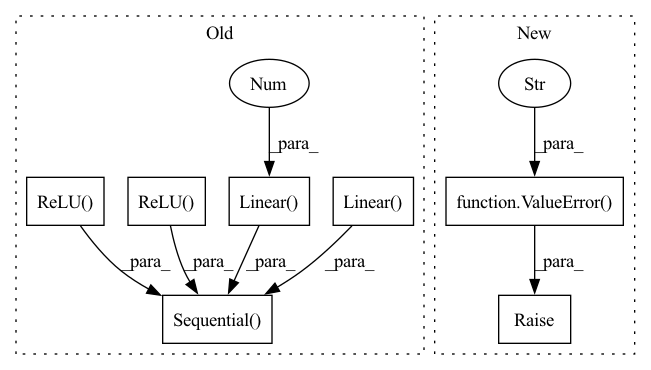 Old
New
Num
Str
_para_
_para_
ReLU()
ReLU()
Linear()
Linear()
function.ValueError()
_para_
_para_
_para_
_para_
_para_
Sequential()
Raise